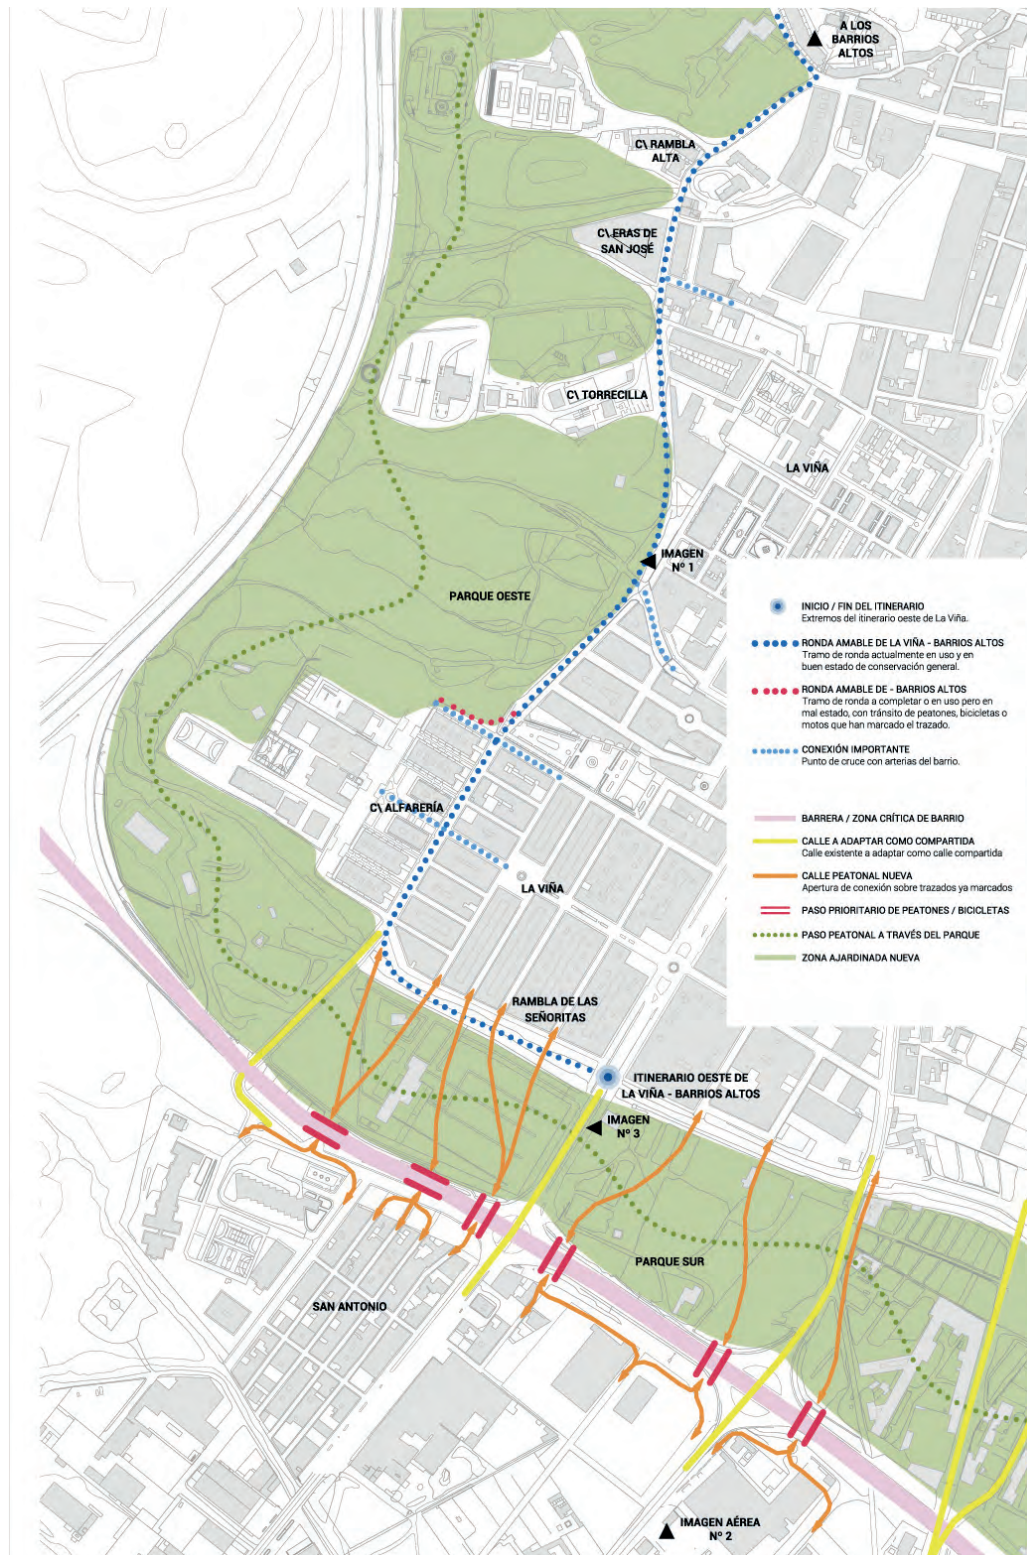 A LOS
BARRIOS
ALTOS
C\ RAMBLA
ALTA
C\ ERAS DE
SAN JOSÉ
C\ TORRECILLA
LA VIÑA
IMAGEN
Nº 1
PARQUE OESTE
INICIO / FIN DEL ITINERARIO
Extremos del itinerario oeste de La Viña.
RONDA AMABLE DE LA VIÑA - BARRIOS ALTOS
Tramo de ronda actualmente en uso y en
buen estado de conservación general.
RONDA AMABLE DE - BARRIOS ALTOS
Tramo de ronda a completar o en uso pero en
mal estado, con tránsito de peatones, bicicletas o
motos que han marcado el trazado.
CONEXIÓN IMPORTANTE
Punto de cruce con arterias del barrio.
BARRERA / ZONA CRÍTICA DE BARRIO
CALLE A ADAPTAR COMO COMPARTIDA
Calle existente a adaptar como calle compartida
CALLE PEATONAL NUEVA
Apertura de conexión sobre trazados ya marcados
PASO PRIORITARIO DE PEATONES / BICICLETAS
PASO PEATONAL A TRAVÉS DEL PARQUE
ZONA AJARDINADA NUEVA
C\ ALFARERÍA
LA VIÑA
RAMBLA DE LAS
SEÑORITAS
ITINERARIO OESTE DE
LA VIÑA - BARRIOS ALTOS
IMAGEN
Nº 3
PARQUE SUR
SAN ANTONIO
IMAGEN AÉREA
Nº 2